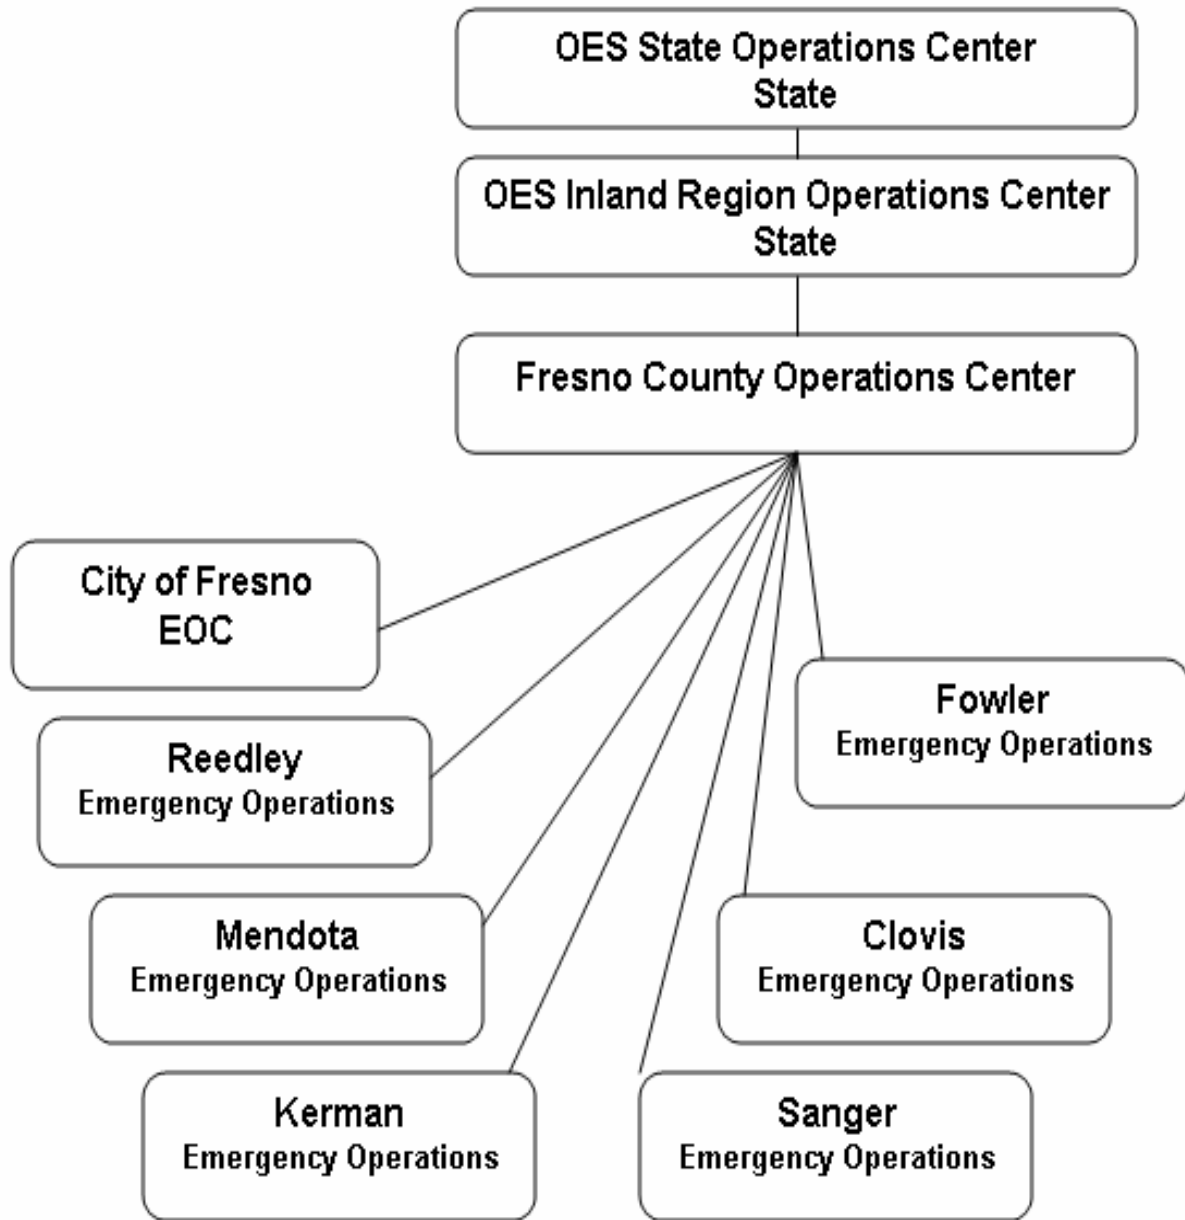 OES State Operations Center
State
OES Inland Region Operations Center
State
Fresno County Operations Center
City of Fresno
EOC
Fowler
Emergency Operations
Reedley
Emergency Operations
Mendota
Emergency Operations
Clovis
Emergency Operations
Kerman
Emergency Operations
Sanger
Emergency Operations